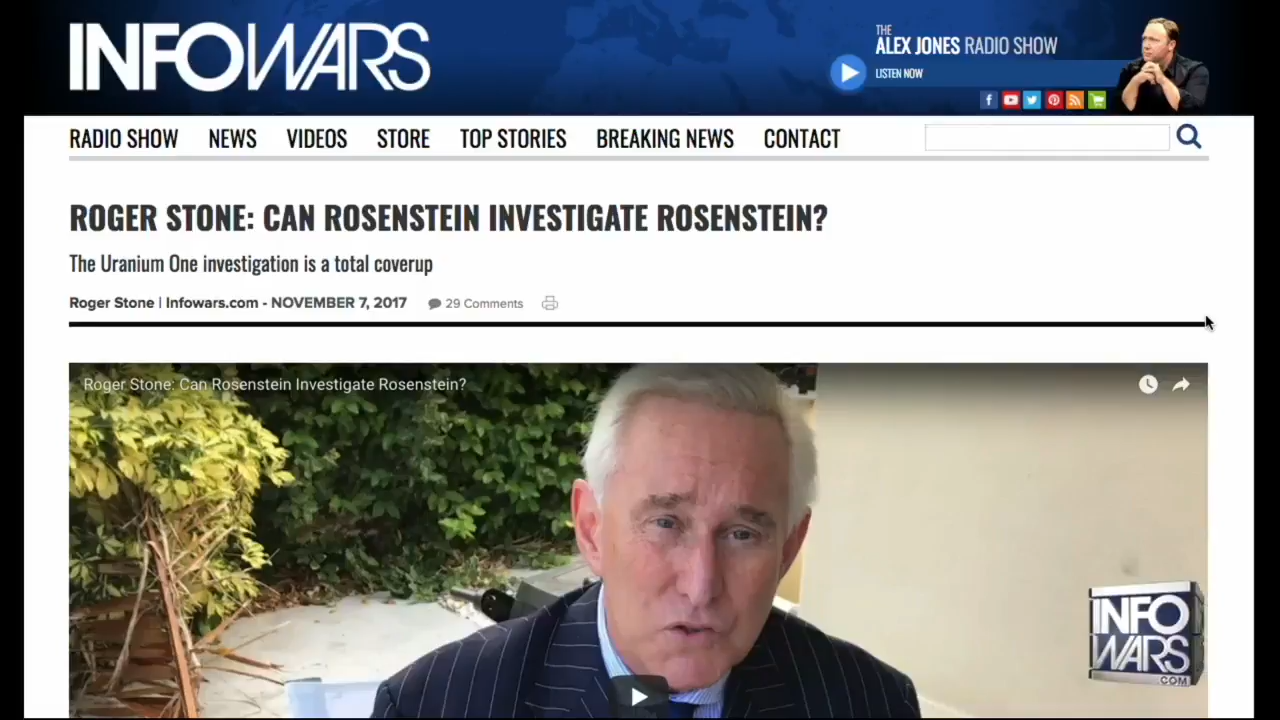 INFOWARS
THE
ALEX JONES RADIO SHOW
LISTEN NOW
RADIO SHOW NEWS VIDEOS STORE TOP STORIES BREAKING NEWS CONTACT
ROGER STONE: CAN ROSENSTEIN INVESTIGATE ROSENSTEIN?
The Uranium One investigation is a total coverup
Roger Stone | Infowars.com - NOVEMBER 7, 2017 29 Comments
Roger Stone: Can Rosenstein Investigate Rosenstein?
INFO
WARS
.COM